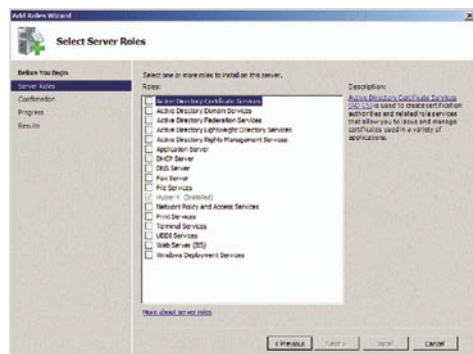 Add Roles Wizard
Select Server Roles
Before You Begin
Server Roles
Confirmation
Progress
Results
Select one or more roles to install on this server.
Roles:
Active Directory Certificate Services
Active Directory Domain Services
Active Directory Federation Services
Active Directory Lightweight Directory Services
Active Directory Rights Management Services
Application Server
DHCP Server
DNS Server
Fax Server
File Services
Hyper-V (Installed)
Network Policy and Access Services
Print Services
Terminal Services
UDDI Services
Web Server (IIS)
Windows Deployment Services
More about server roles
Description:
Active Directory Certificate Services
(AD CS) is used to create certification
authorities and related role services
that allow you to issue and manage
certificates used in a variety of
applications.
< Previous
Next >
Install
Cancel